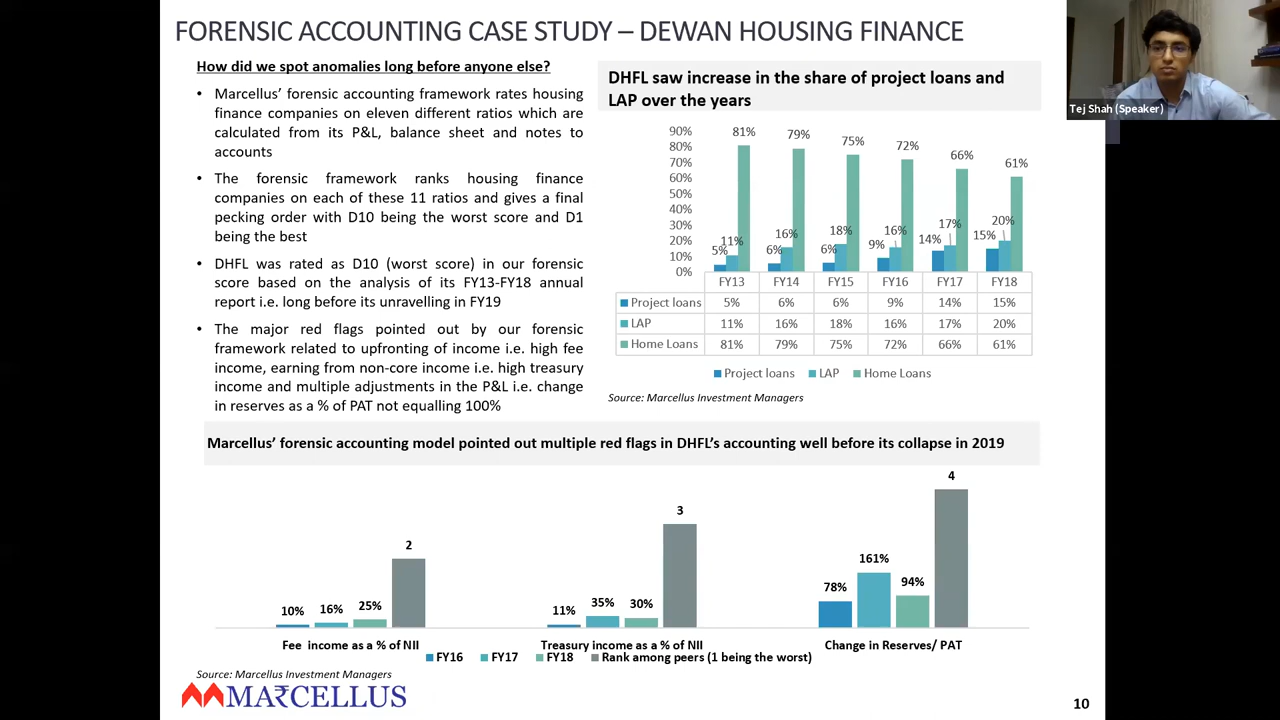 FORENSIC ACCOUNTING CASE STUDY – DEWAN HOUSING FINANCE
How did we spot anomalies long before anyone else?
• Marcellus' forensic accounting framework rates housing
finance companies on eleven different ratios which are
calculated from its P&L, balance sheet and notes to
accounts
• The forensic framework ranks housing finance
companies on each of these 11 ratios and gives a final
pecking order with D10 being the worst score and D1
being the best
• DHFL was rated as D10 (worst score) in our forensic
score based on the analysis of its FY13-FY18 annual
report i.e. long before its unravelling in FY19
• The major red flags pointed out by our forensic
framework related to upfronting of income i.e. high fee
income, earning from non-core income i.e. high treasury
income and multiple adjustments in the P&L i.e. change
in reserves as a % of PAT not equalling 100%
DHFL saw increase in the share of project loans and
LAP over the years
90%
80%
70%
60%
50%
40%
30%
20%
10%
0%
5% 11% 81%
6% 16% 79%
6% 18% 75%
9% 16% 72%
14% 17% 66%
15% 20% 61%
FY13 FY14 FY15 FY16 FY17 FY18
Project loans 5% 6% 6% 9% 14% 15%
LAP 11% 16% 18% 16% 17% 20%
Home Loans 81% 79% 75% 72% 66% 61%
Project loans LAP Home Loans
Source: Marcellus Investment Managers
Tej Shah (Speaker)
Marcellus' forensic accounting model pointed out multiple red flags in DHFL's accounting well before its collapse in 2019
10% 16% 25% 2
11% 35% 30% 3
78% 161% 94% 4
Fee income as a % of NII Treasury income as a % of NII Change in Reserves/ PAT
FY16 FY17 FY18 Rank among peers (1 being the worst)
Source: Marcellus Investment Managers
MA₹CELLUS
10